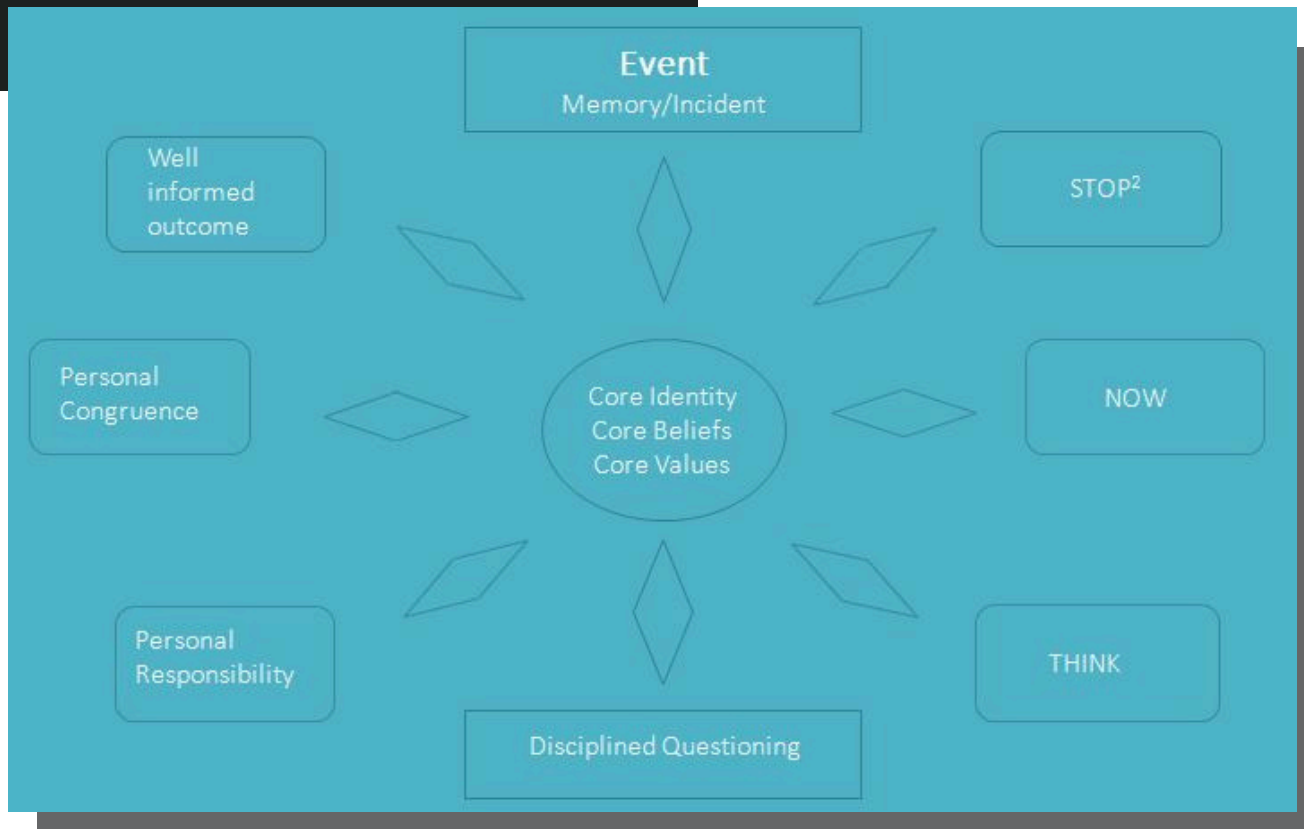 Event
Memory/Incident
Well
informed
outcome
STOP²
Personal
Congruence
Core Identity
Core Beliefs
Core Values
NOW
Personal
Responsibility
THINK
Disciplined Questioning